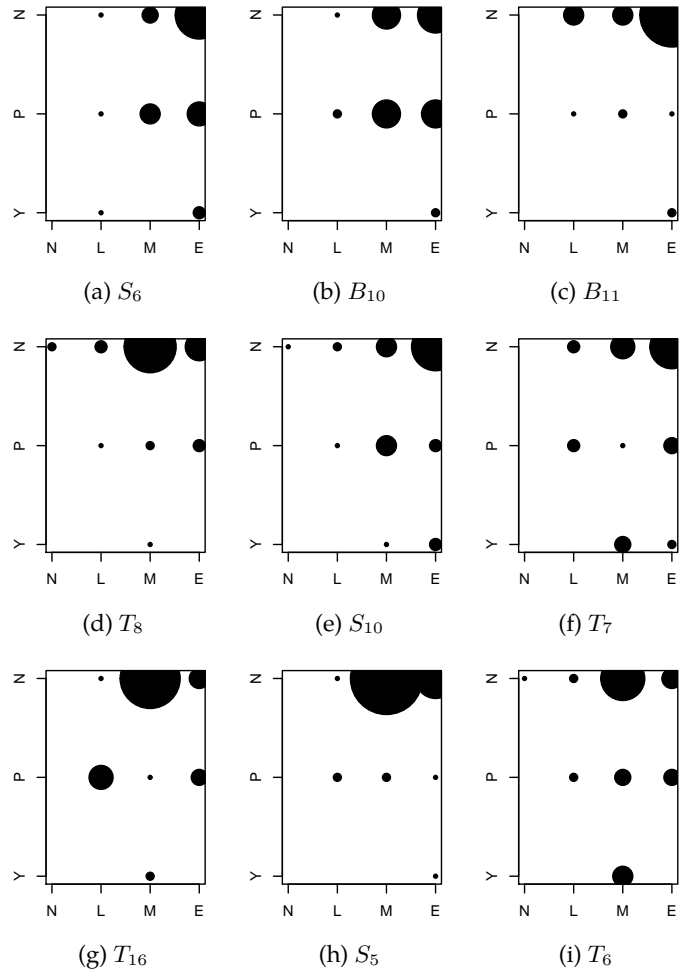 N
P
Y
N L M E
(a) S₆
N
P
Y
N L M E
(b) B₁₀
N
P
Y
N L M E
(c) B₁₁
N
P
Y
N L M E
(d) T₈
N
P
Y
N L M E
(e) S₁₀
N
P
Y
N L M E
(f) T₇
N
P
Y
N L M E
(g) T₁₆
N
P
Y
N L M E
(h) S₅
N
P
Y
N L M E
(i) T₆